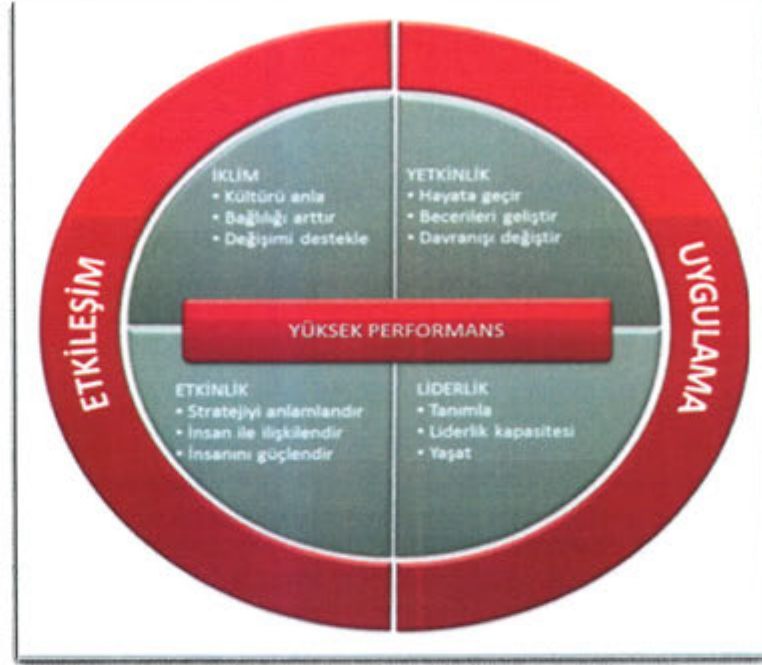 İKLİM
• Kültürü anla
• Bağlılığı arttır
• Değişimi destekle
YETKİNLİK
• Hayata geçir
• Becerileri geliştir
• Davranışı değiştir
ETKİLEŞİM
UYGULAMA
YÜKSEK PERFORMANS
ETKİNLİK
• Stratejiyi anlamlandır
• İnsan ile ilişkilendir
• İnsanını güçlendir
LİDERLİK
• Tanımla
• Liderlik kapasitesi
• Yaşat